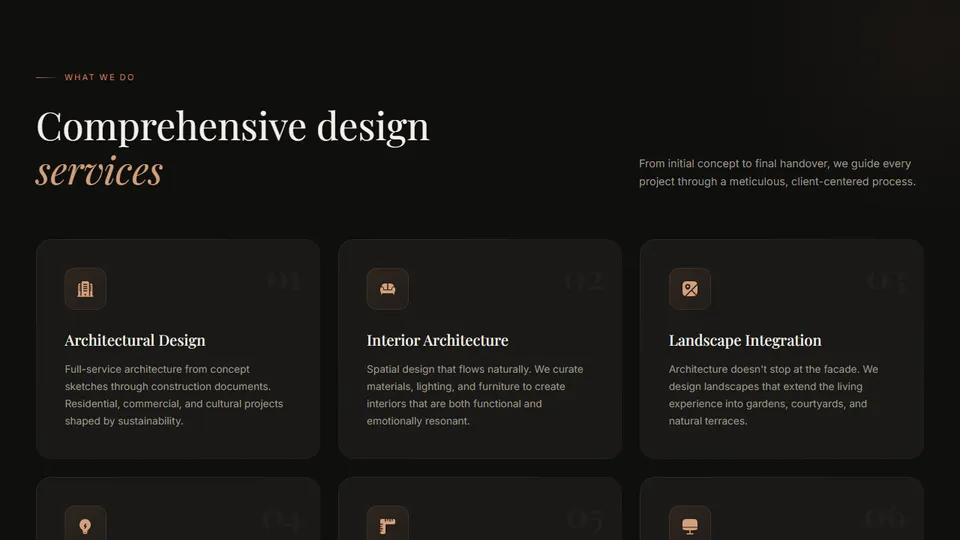 WHAT WE DO
Comprehensive design
services
From initial concept to final handover, we guide every
project through a meticulous, client-centered process.
01
02
03
Architectural Design
Interior Architecture
Landscape Integration
Full-service architecture from concept
sketches through construction documents.
Residential, commercial, and cultural projects
shaped by sustainability.
Spatial design that flows naturally. We curate
materials, lighting, and furniture to create
interiors that are both functional and
emotionally resonant.
Architecture doesn't stop at the facade. We
design landscapes that extend the living
experience into gardens, courtyards, and
natural terraces.
04
05
06